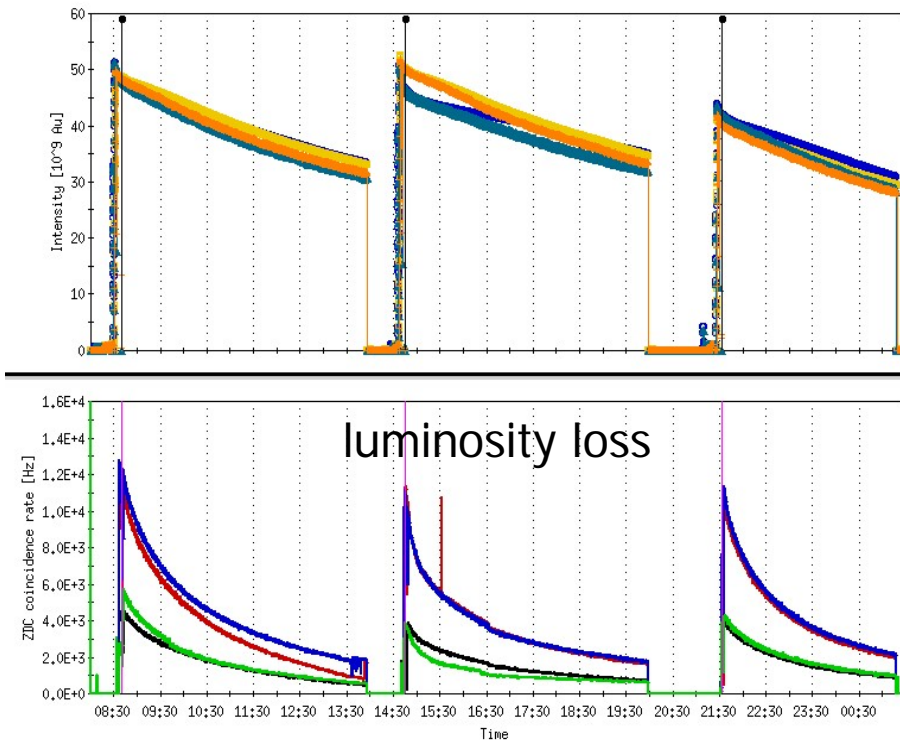 60
50
40
30
20
10
0
Intensity [10^9 Au]
luminosity loss
1.6E+4
1.4E+4
1.2E+4
1.0E+4
8.0E+3
6.0E+3
4.0E+3
2.0E+3
0.0E+0
ZDC coincidence rate [Hz]
08:30 09:30 10:30 11:30 12:30 13:30 14:30 15:30 16:30 17:30 18:30 19:30 20:30 21:30 22:30 23:30 00:30
Time